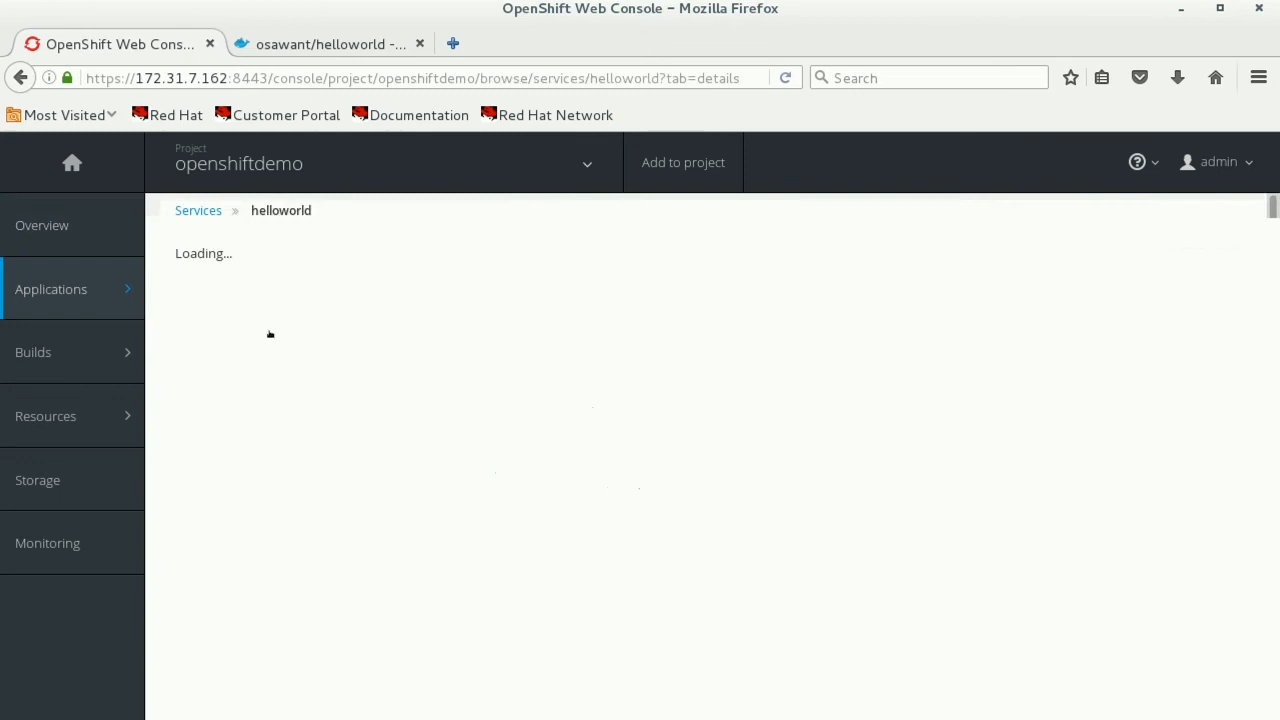 OpenShift Web Console – Mozilla Firefox
OpenShift Web Cons...
osawant/helloworld -...
https://172.31.7.162:8443/console/project/openshiftdemo/browse/services/helloworld?tab=details
Search
Most Visited
Red Hat
Customer Portal
Documentation
Red Hat Network
Project
openshiftdemo
Add to project
admin
Overview
Applications
Builds
Resources
Storage
Monitoring
Services » helloworld
Loading...